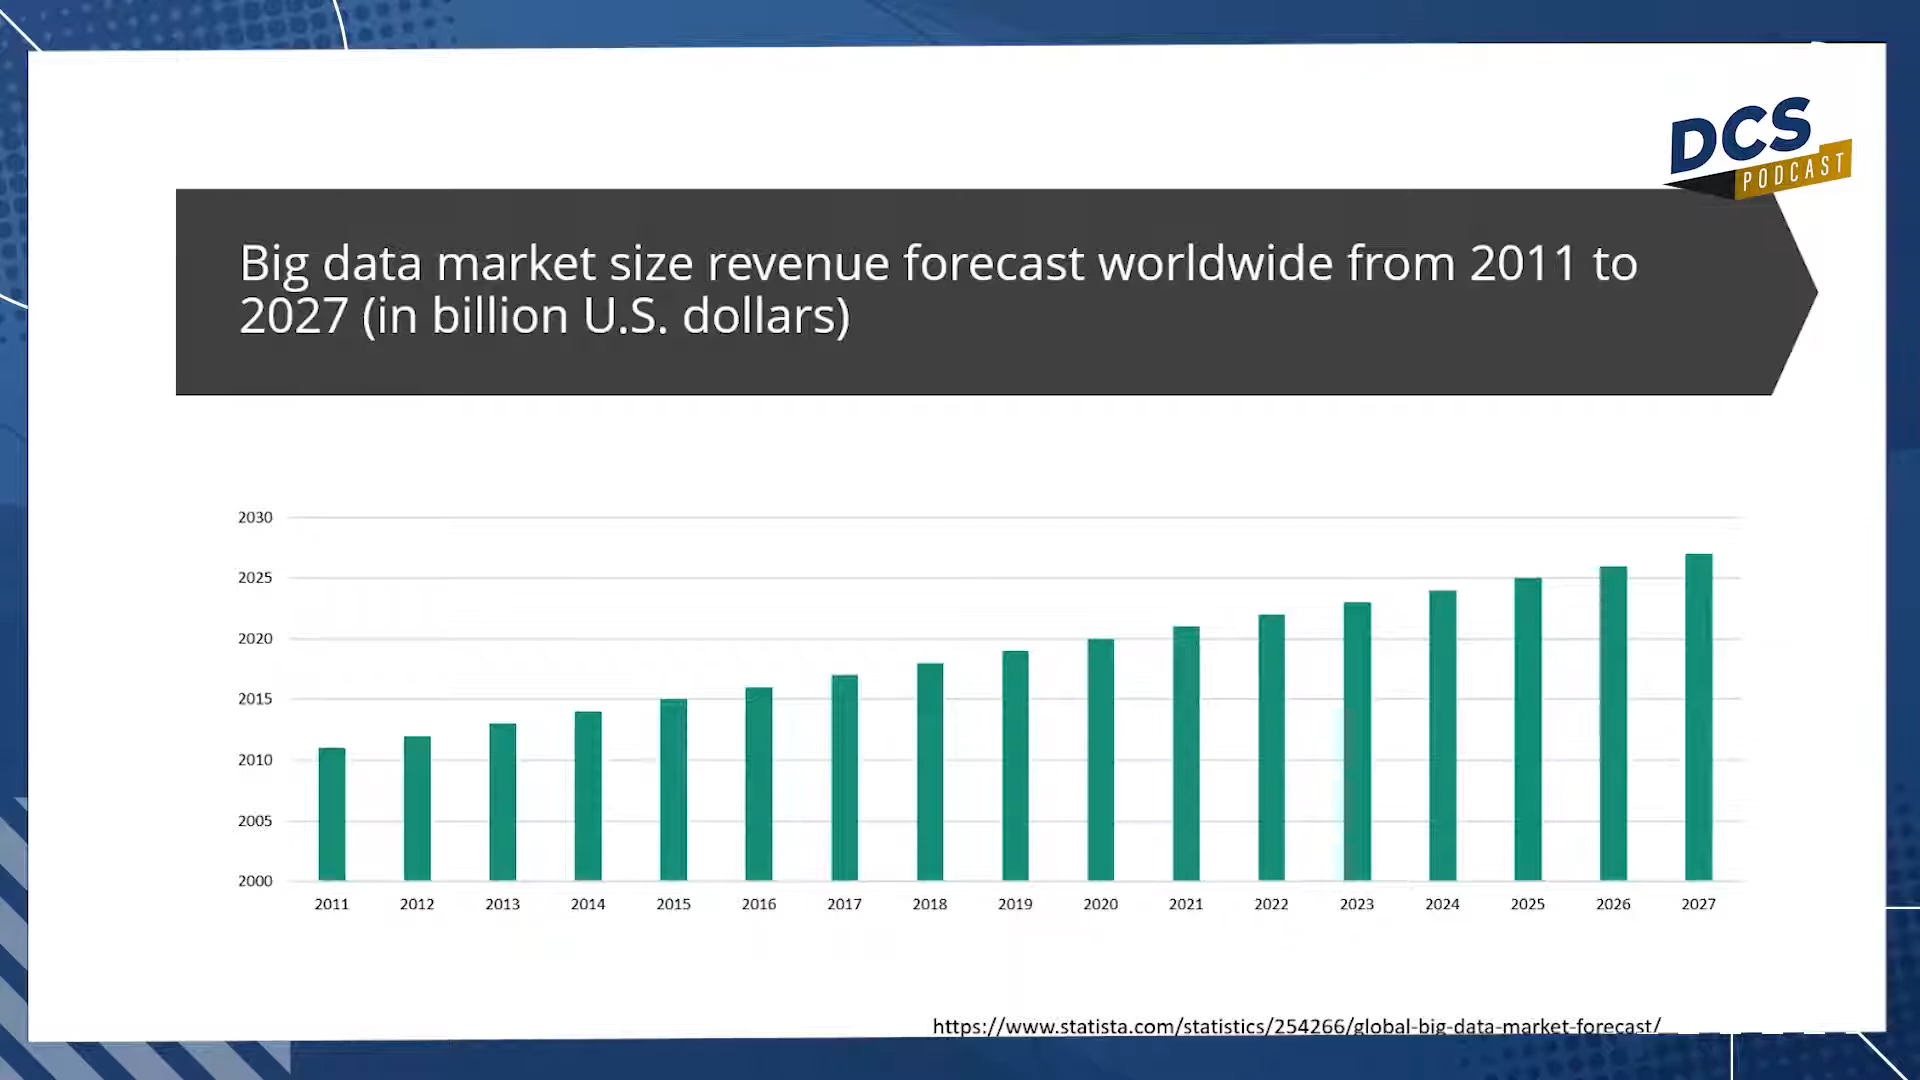 DCS
PODCAST
Big data market size revenue forecast worldwide from 2011 to
2027 (in billion U.S. dollars)
2030
2025
2020
2015
2010
2005
2000
2011 2012 2013 2014 2015 2016 2017 2018 2019 2020 2021 2022 2023 2024 2025 2026 2027
https://www.statista.com/statistics/254266/global-big-data-market-forecast/